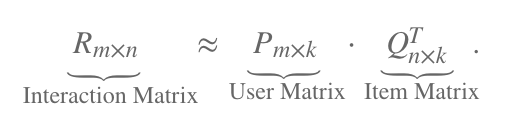 R_{m×n} ≈ P_{m×k} · Q^T_{n×k} .
Interaction Matrix User Matrix Item Matrix